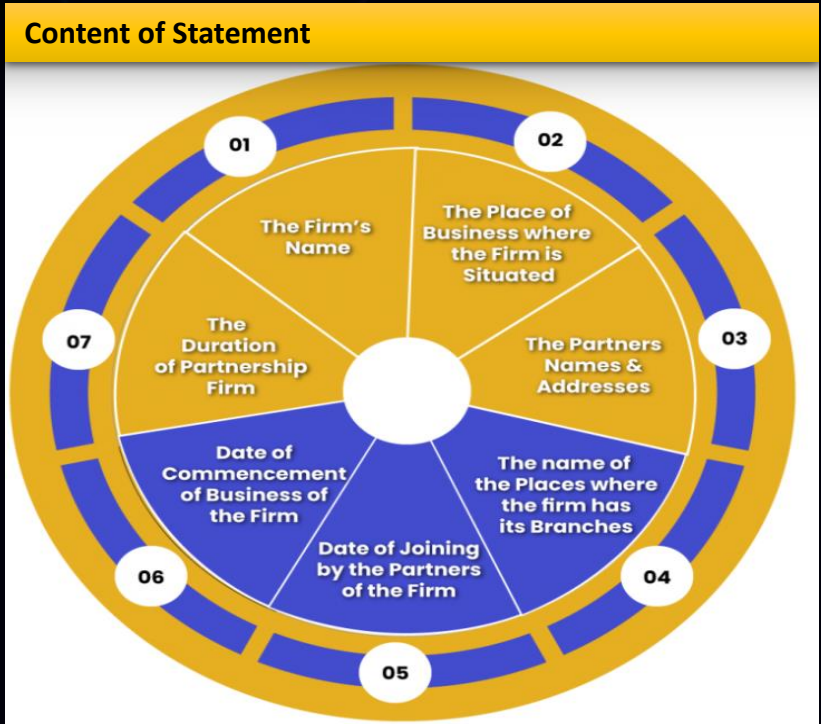 Content of Statement
01
The Firm's
Name
02
The Place of
Business where
the Firm is
Situated
03
The Partners
Names &
Addresses
04
The name of
the Places where
the firm has
its Branches
05
Date of Joining
by the Partners
of the Firm
06
Date of
Commencement
of Business of
the Firm
07
The
Duration
of Partnership
Firm